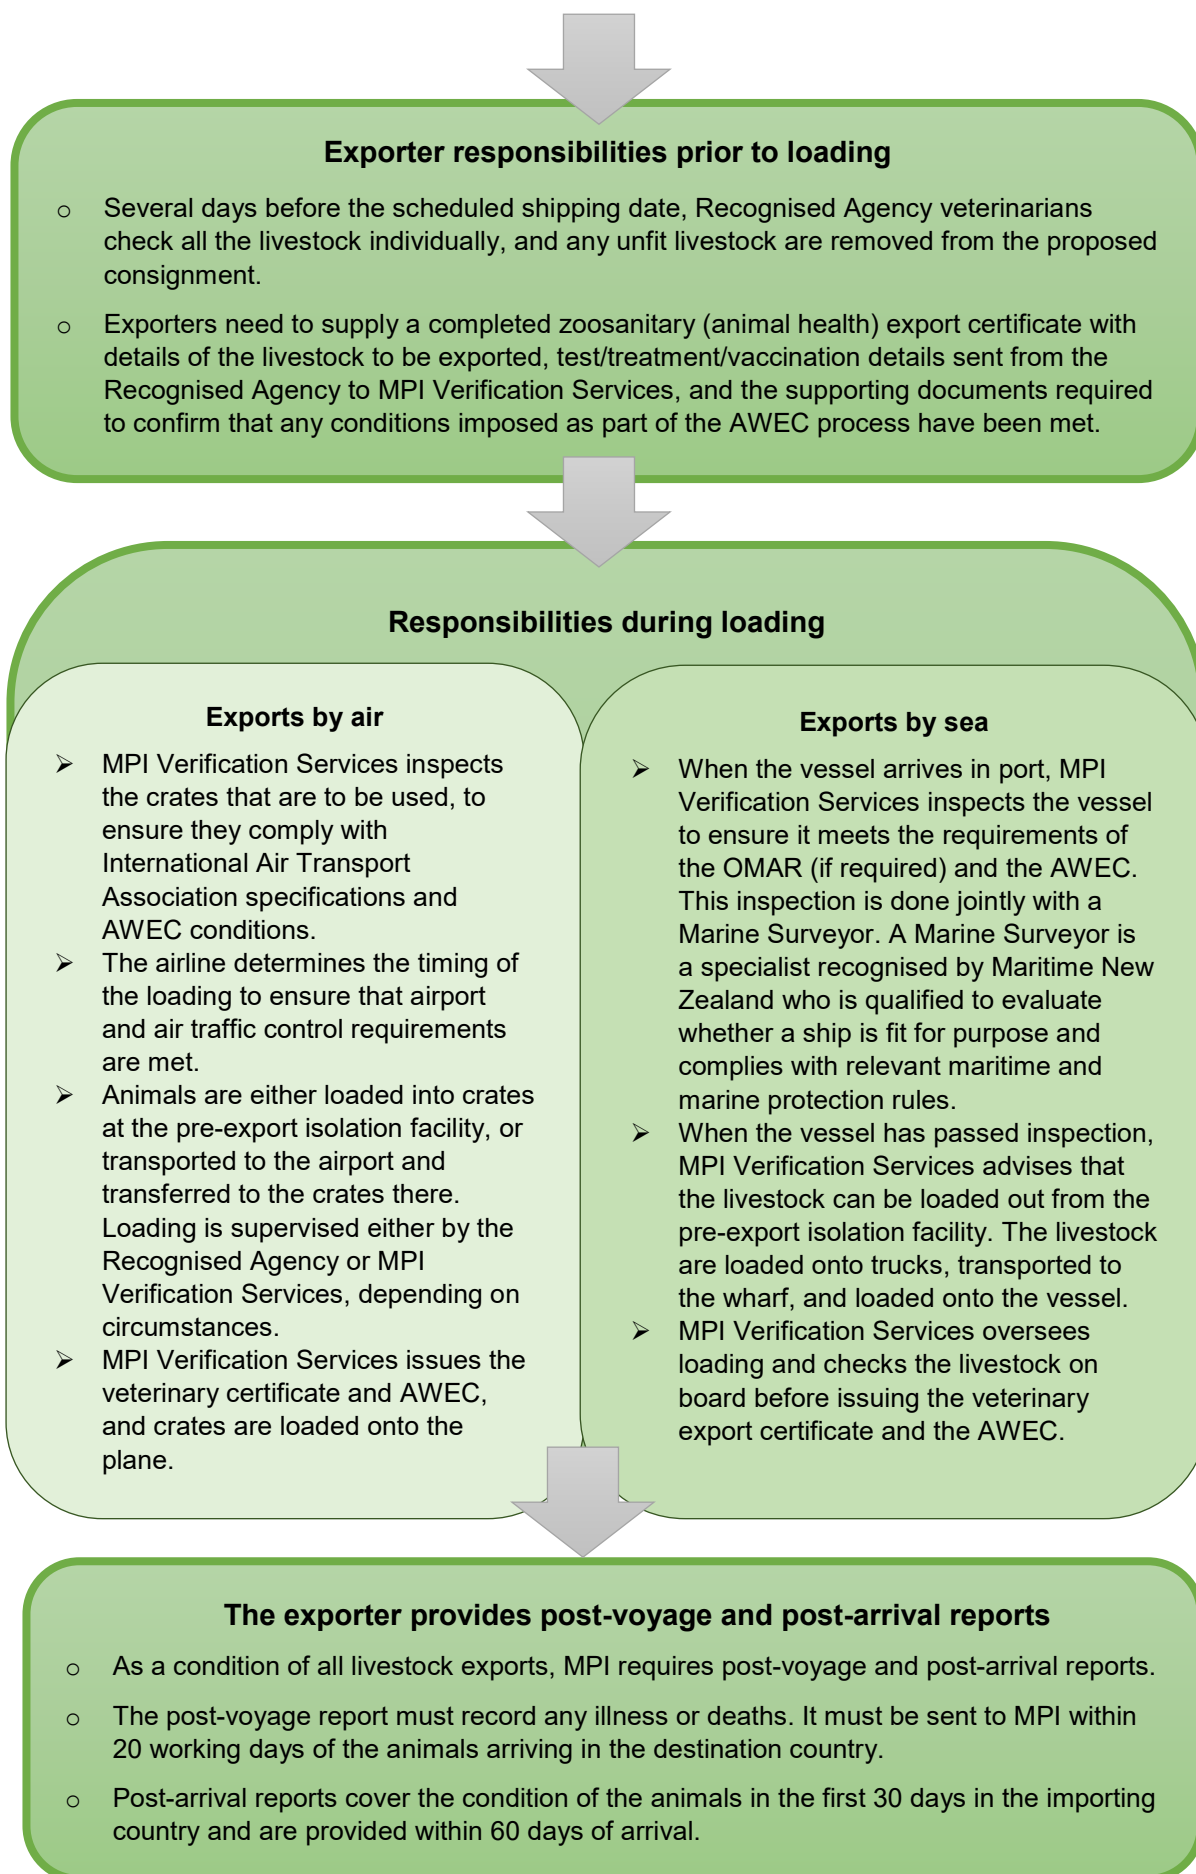 Exporter responsibilities prior to loading
o Several days before the scheduled shipping date, Recognised Agency veterinarians
check all the livestock individually, and any unfit livestock are removed from the proposed
consignment.
o Exporters need to supply a completed zoosanitary (animal health) export certificate with
details of the livestock to be exported, test/treatment/vaccination details sent from the
Recognised Agency to MPI Verification Services, and the supporting documents required
to confirm that any conditions imposed as part of the AWEC process have been met.
Responsibilities during loading
Exports by air
➢ MPI Verification Services inspects
the crates that are to be used, to
ensure they comply with
International Air Transport
Association specifications and
AWEC conditions.
➢ The airline determines the timing of
the loading to ensure that airport
and air traffic control requirements
are met.
➢ Animals are either loaded into crates
at the pre-export isolation facility, or
transported to the airport and
transferred to the crates there.
Loading is supervised either by the
Recognised Agency or MPI
Verification Services, depending on
circumstances.
➢ MPI Verification Services issues the
veterinary certificate and AWEC,
and crates are loaded onto the
plane.
Exports by sea
➢ When the vessel arrives in port, MPI
Verification Services inspects the vessel
to ensure it meets the requirements of
the OMAR (if required) and the AWEC.
This inspection is done jointly with a
Marine Surveyor. A Marine Surveyor is
a specialist recognised by Maritime New
Zealand who is qualified to evaluate
whether a ship is fit for purpose and
complies with relevant maritime and
marine protection rules.
➢ When the vessel has passed inspection,
MPI Verification Services advises that
the livestock can be loaded out from the
pre-export isolation facility. The livestock
are loaded onto trucks, transported to
the wharf, and loaded onto the vessel.
➢ MPI Verification Services oversees
loading and checks the livestock on
board before issuing the veterinary
export certificate and the AWEC.
The exporter provides post-voyage and post-arrival reports
o As a condition of all livestock exports, MPI requires post-voyage and post-arrival reports.
o The post-voyage report must record any illness or deaths. It must be sent to MPI within
20 working days of the animals arriving in the destination country.
o Post-arrival reports cover the condition of the animals in the first 30 days in the importing
country and are provided within 60 days of arrival.